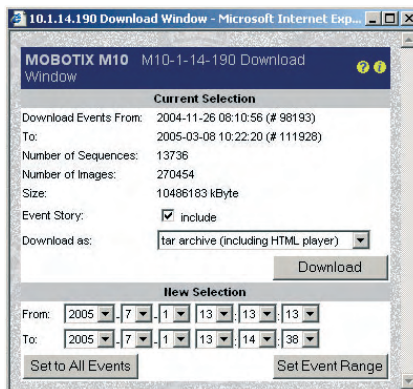 10.1.14.190 Download Window - Microsoft Internet Exp...
MOBOTIX M10 M10-1-14-190 Download
Window
Current Selection
Download Events From: 2004-11-26 08:10:56 (# 98193)
To: 2005-03-08 10:22:20 (# 111928)
Number of Sequences: 13736
Number of Images: 270454
Size: 10486183 kByte
Event Story: include
Download as: tar archive (including HTML player)
Download
New Selection
From: 2005 - 7 - 1 13 : 13 : 13
To: 2005 - 7 - 1 13 : 14 : 38
Set to All Events Set Event Range